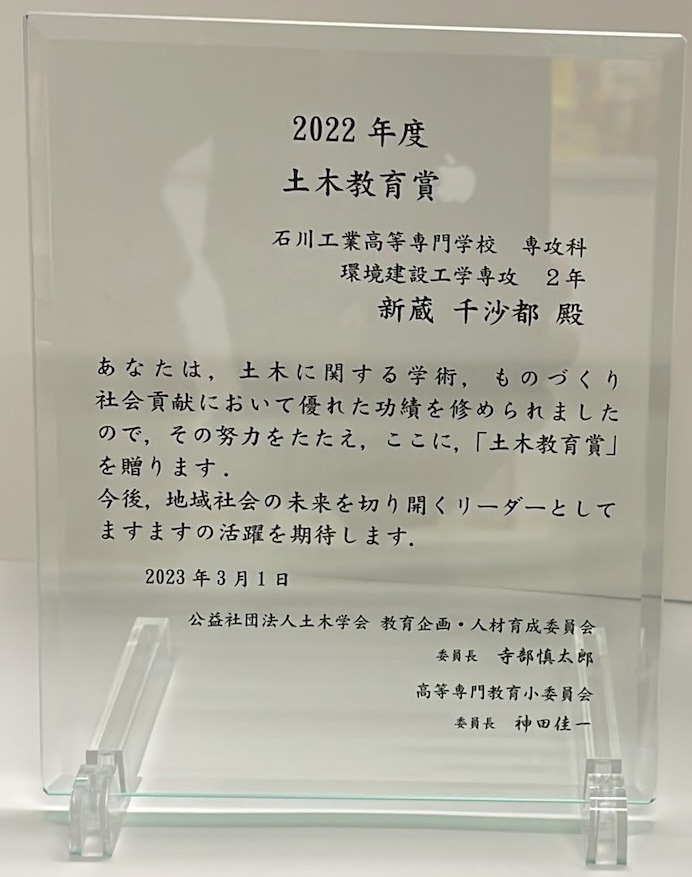 2022 年度
土木教育賞
石川工業高等専門学校　専攻科
環境建設工学専攻　2年
新蔵 千沙都 殿
あなたは，土木に関する学術，ものづくり
社会貢献において優れた功績を修められました
ので，その努力をたたえ，ここに，「土木教育賞」
を贈ります．
今後，地域社会の未来を切り開くリーダーとして
ますますの活躍を期待します．
2023 年 3 月 1 日
公益社団法人土木学会 教育企画・人材育成委員会
委員長　寺部慎太郎
高等専門教育小委員会
委員長　神田佳一